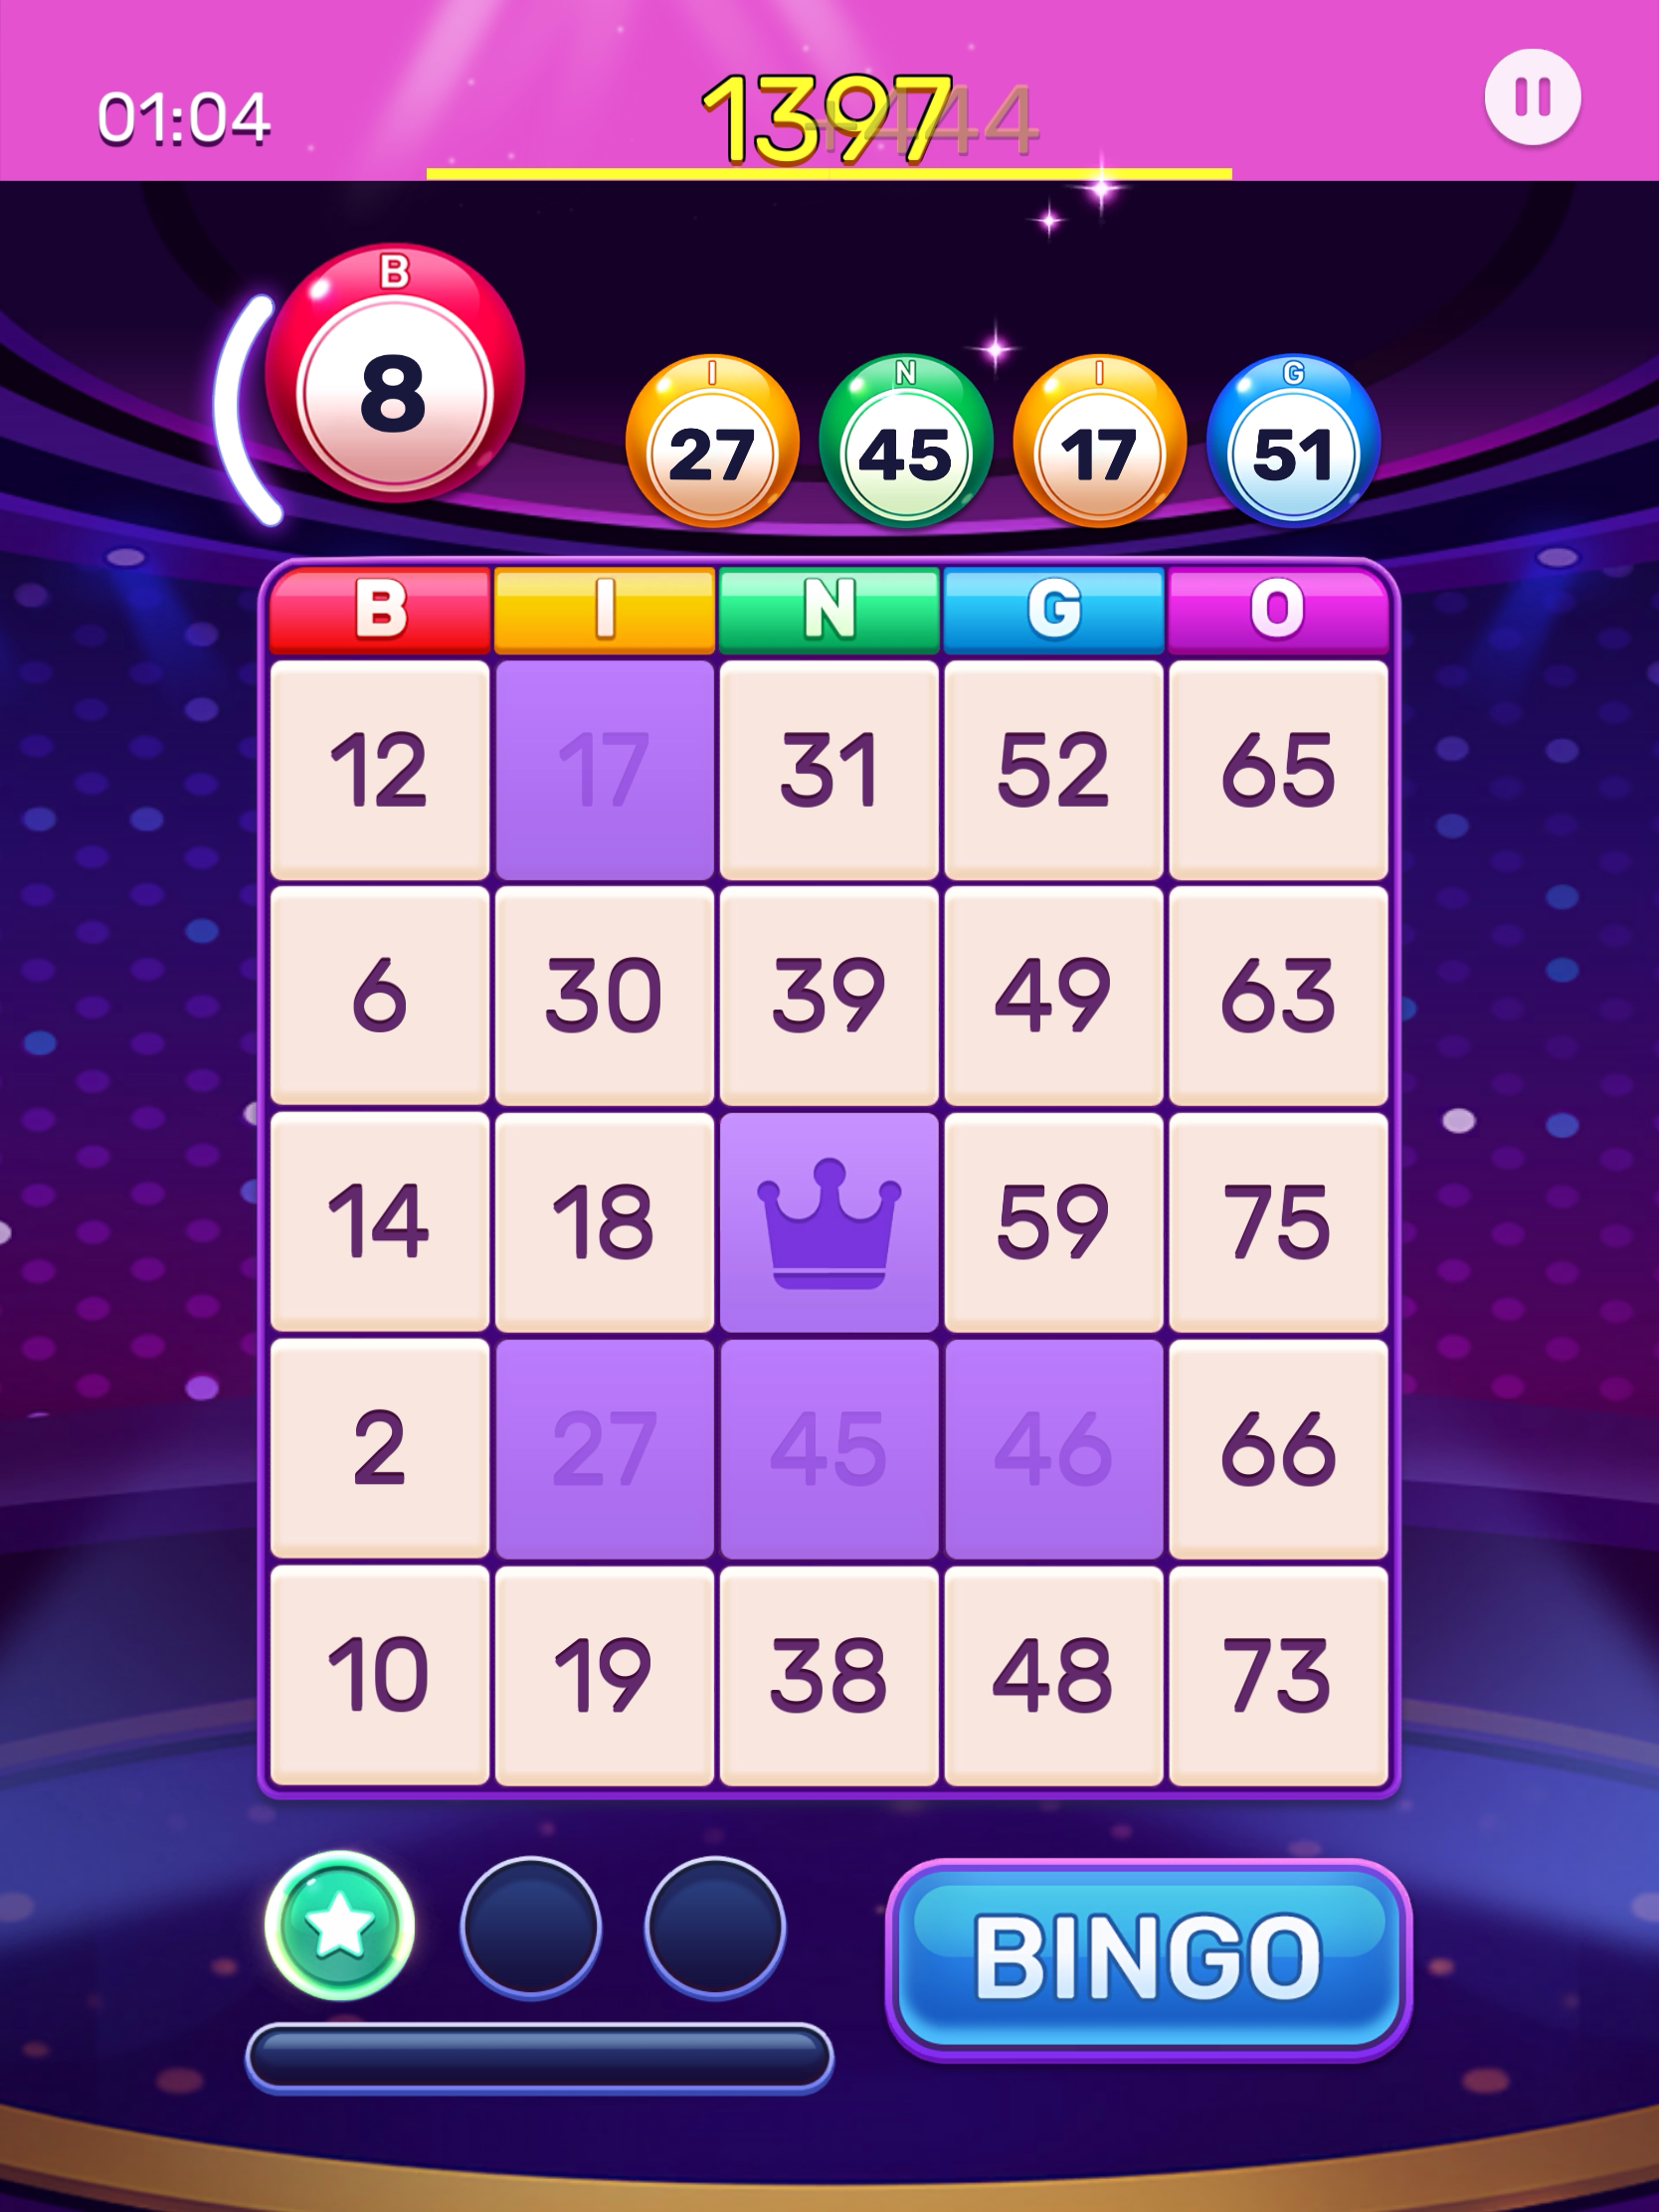 01:04 1397 +444
B I N I G
8 27 45 17 51
B I N G O
12 17 31 52 65
6 30 39 49 63
14 18 59 75
2 27 45 46 66
10 19 38 48 73
BINGO